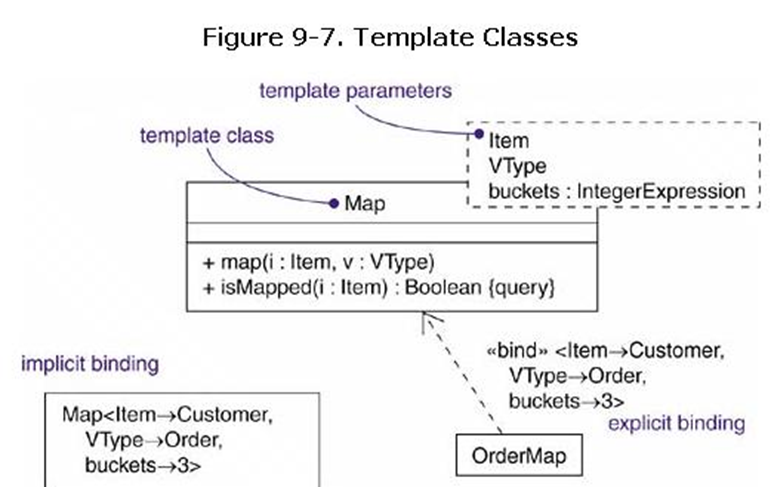 Figure 9-7. Template Classes
template parameters
template class
Item
VType
buckets : IntegerExpression
Map
+ map(i : Item, v : VType)
+ isMapped(i : Item) : Boolean {query}
implicit binding
Map<Item→Customer,
VType→Order,
buckets→3>
«bind» <Item→Customer,
VType→Order,
buckets→3>
explicit binding
OrderMap